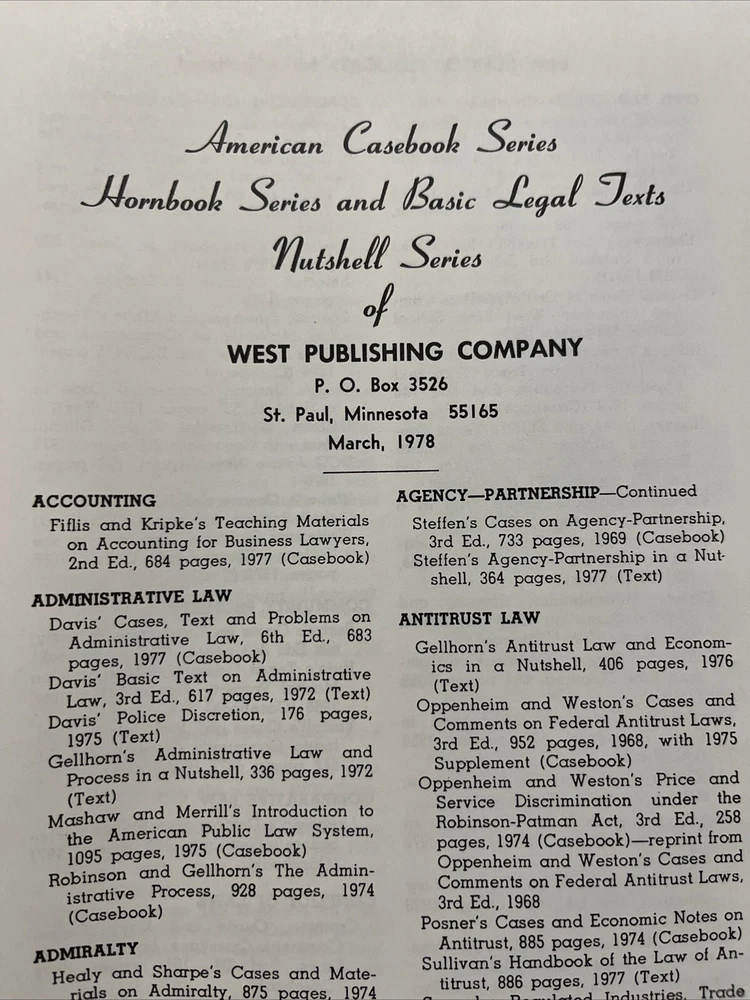 American Casebook Series
Hornbook Series and Basic Legal Texts
Nutshell Series
of
WEST PUBLISHING COMPANY
P. O. Box 3526
St. Paul, Minnesota 55165
March, 1978
ACCOUNTING
Fiflis and Kripke's Teaching Materials
on Accounting for Business Lawyers,
2nd Ed., 684 pages, 1977 (Casebook)
ADMINISTRATIVE LAW
Davis' Cases, Text and Problems on
Administrative Law, 6th Ed., 683
pages, 1977 (Casebook)
Davis' Basic Text on Administrative
Law, 3rd Ed., 617 pages, 1972 (Text)
Davis' Police Discretion, 176 pages,
1975 (Text)
Gellhorn's Administrative Law and
Process in a Nutshell, 336 pages, 1972
(Text)
Mashaw and Merrill's Introduction to
the American Public Law System,
1095 pages, 1975 (Casebook)
Robinson and Gellhorn's The Admin-
istrative Process, 928 pages, 1974
(Casebook)
ADMIRALTY
Healy and Sharpe's Cases and Mate-
rials on Admiralty, 875 pages, 1974
AGENCY—PARTNERSHIP—Continued
Steffen's Cases on Agency-Partnership,
3rd Ed., 733 pages, 1969 (Casebook)
Steffen's Agency-Partnership in a Nut-
shell, 364 pages, 1977 (Text)
ANTITRUST LAW
Gellhorn's Antitrust Law and Econom-
ics in a Nutshell, 406 pages, 1976
(Text)
Oppenheim and Weston's Cases and
Comments on Federal Antitrust Laws,
3rd Ed., 952 pages, 1968, with 1975
Supplement (Casebook)
Oppenheim and Weston's Price and
Service Discrimination under the
Robinson-Patman Act, 3rd Ed., 258
pages, 1974 (Casebook)—reprint from
Oppenheim and Weston's Cases and
Comments on Federal Antitrust Laws,
3rd Ed., 1968
Posner's Cases and Economic Notes on
Antitrust, 885 pages, 1974 (Casebook)
Sullivan's Handbook of the Law of An-
titrust, 886 pages, 1977 (Text)
Regulated Industries, Trade